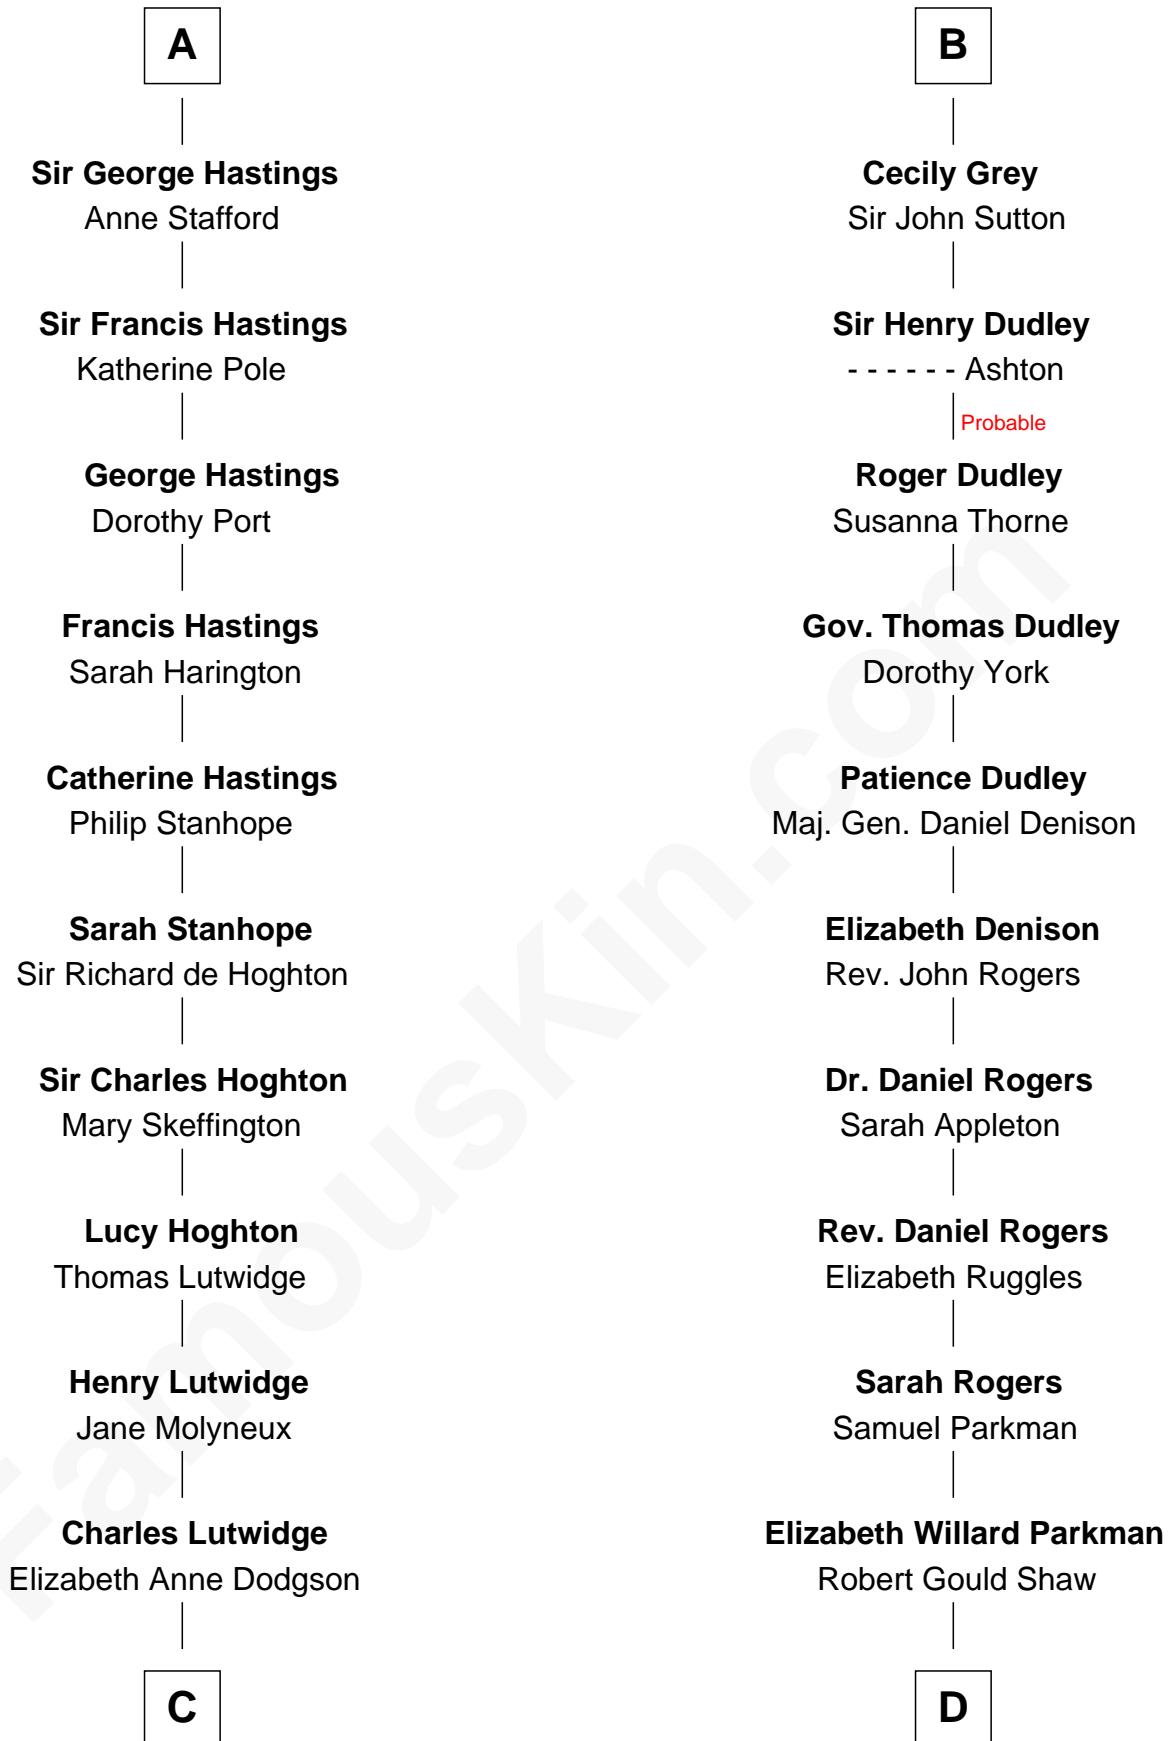 A
Sir George Hastings
Anne Stafford
Sir Francis Hastings
Katherine Pole
George Hastings
Dorothy Port
Francis Hastings
Sarah Harington
Catherine Hastings
Philip Stanhope
Sarah Stanhope
Sir Richard de Hoghton
Sir Charles Hoghton
Mary Skeffington
Lucy Hoghton
Thomas Lutwidge
Henry Lutwidge
Jane Molyneux
Charles Lutwidge
Elizabeth Anne Dodgson
C
B
Cecily Grey
Sir John Sutton
Sir Henry Dudley
- - - - - - Ashton
Probable
Roger Dudley
Susanna Thorne
Gov. Thomas Dudley
Dorothy York
Patience Dudley
Maj. Gen. Daniel Denison
Elizabeth Denison
Rev. John Rogers
Dr. Daniel Rogers
Sarah Appleton
Rev. Daniel Rogers
Elizabeth Ruggles
Sarah Rogers
Samuel Parkman
Elizabeth Willard Parkman
Robert Gould Shaw
D
FamousKin.com